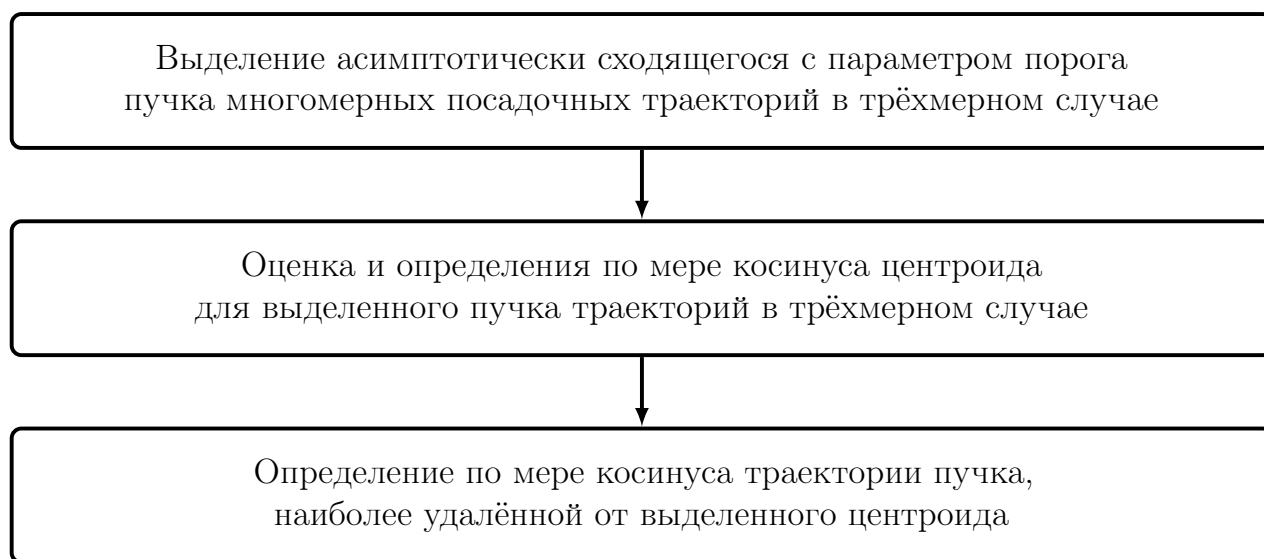 Выделение асимптотически сходящегося с параметром порога
пучка многомерных посадочных траекторий в трёхмерном случае
Оценка и определения по мере косинуса центроида
для выделенного пучка траекторий в трёхмерном случае
Определение по мере косинуса траектории пучка,
наиболее удалённой от выделенного центроида